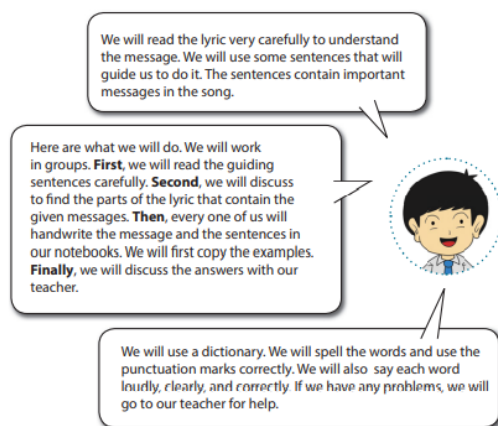 We will read the lyric very carefully to understand
the message. We will use some sentences that will
guide us to do it. The sentences contain important
messages in the song.
Here are what we will do. We will work
in groups. First, we will read the guiding
sentences carefully. Second, we will discuss
to find the parts of the lyric that contain the
given messages. Then, every one of us will
handwrite the message and the sentences in
our notebooks. We will first copy the examples.
Finally, we will discuss the answers with our
teacher.
We will use a dictionary. We will spell the words and use the
punctuation marks correctly. We will also say each word
loudly, clearly, and correctly. If we have any problems, we will
go to our teacher for help.